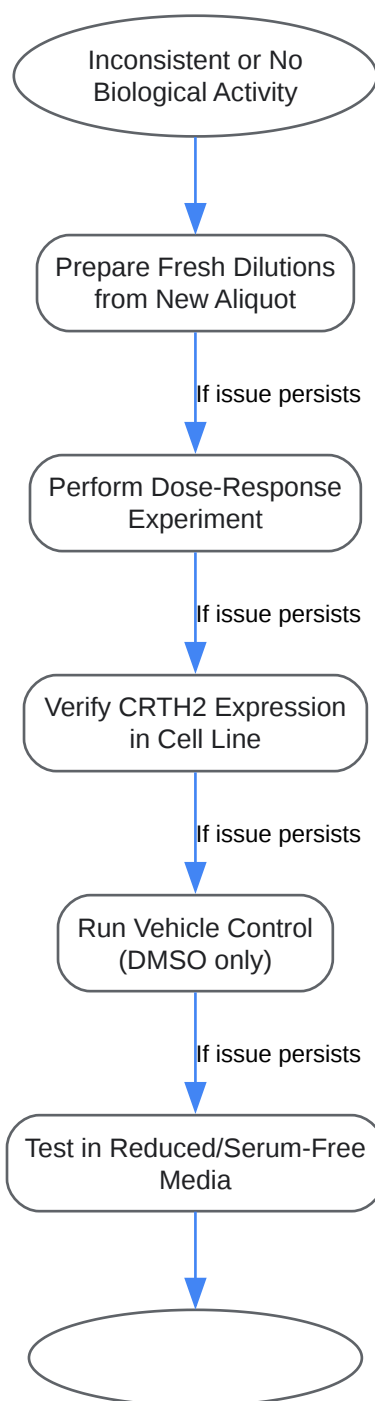 Inconsistent or No
Biological Activity
Prepare Fresh Dilutions
from New Aliquot
If issue persists
Perform Dose-Response
Experiment
If issue persists
Verify CRTH2 Expression
in Cell Line
If issue persists
Run Vehicle Control
(DMSO only)
If issue persists
Test in Reduced/Serum-Free
Media